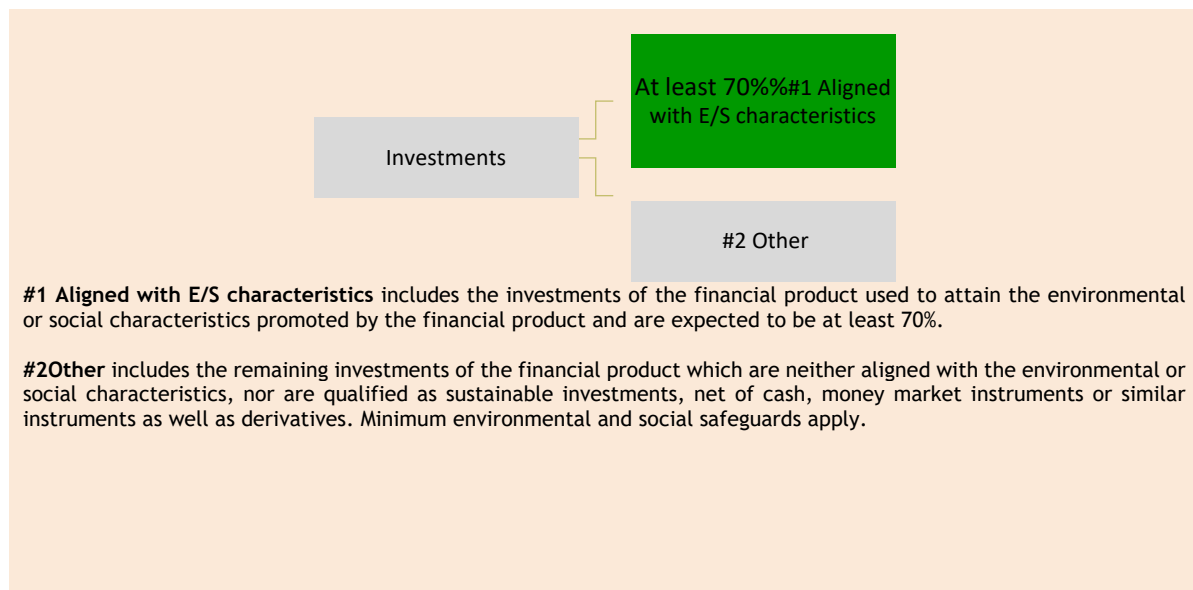 At least 70%%#1 Aligned
with E/S characteristics
Investments
#2 Other
#1 Aligned with E/S characteristics includes the investments of the financial product used to attain the environmental
or social characteristics promoted by the financial product and are expected to be at least 70%.
#2Other includes the remaining investments of the financial product which are neither aligned with the environmental or
social characteristics, nor are qualified as sustainable investments, net of cash, money market instruments or similar
instruments as well as derivatives. Minimum environmental and social safeguards apply.